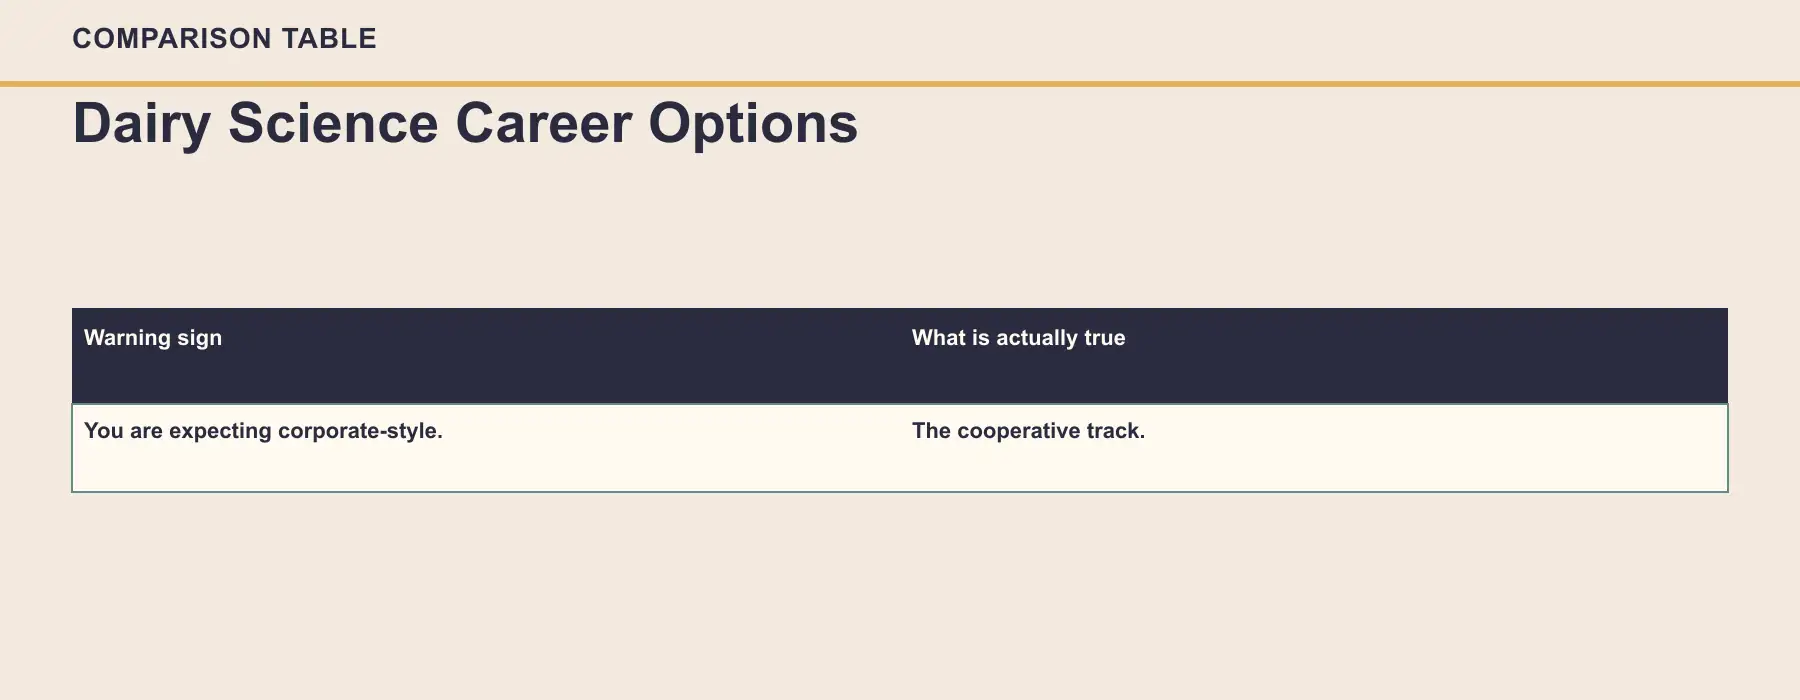 COMPARISON TABLE
Dairy Science Career Options
Warning sign
What is actually true
You are expecting corporate-style.
The cooperative track.